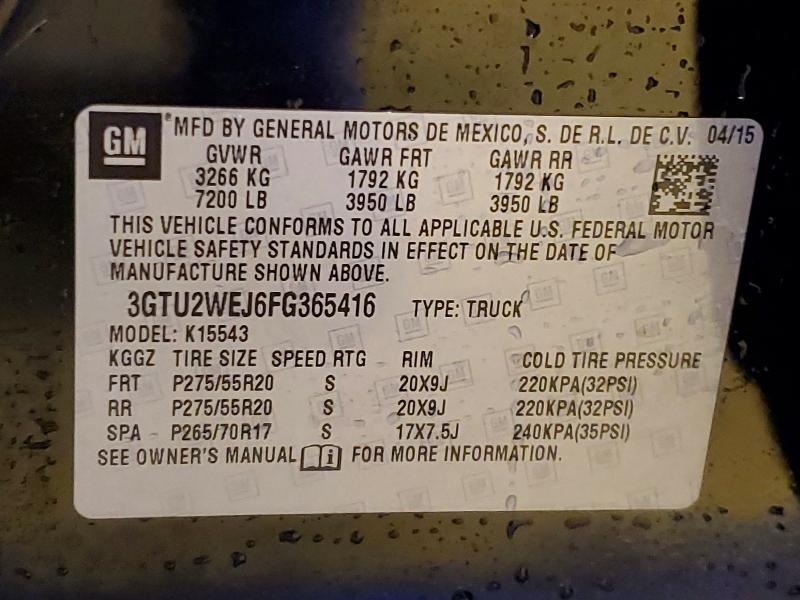 GM
®MFD BY GENERAL MOTORS DE MEXICO, S. DE R.L. DE C.V. 04/15
GVWR GAWR FRT GAWR RR
3266 KG 1792 KG 1792 KG
7200 LB 3950 LB 3950 LB
THIS VEHICLE CONFORMS TO ALL APPLICABLE U.S. FEDERAL MOTOR
VEHICLE SAFETY STANDARDS IN EFFECT ON THE DATE OF
MANUFACTURE SHOWN ABOVE.
3GTU2WEJ6FG365416 TYPE: TRUCK
MODEL: K15543
KGGZ TIRE SIZE SPEED RTG RIM COLD TIRE PRESSURE
FRT P275/55R20 S 20X9J 220KPA(32PSI)
RR P275/55R20 S 20X9J 220KPA(32PSI)
SPA P265/70R17 S 17X7.5J 240KPA(35PSI)
SEE OWNER'S MANUAL i FOR MORE INFORMATION.